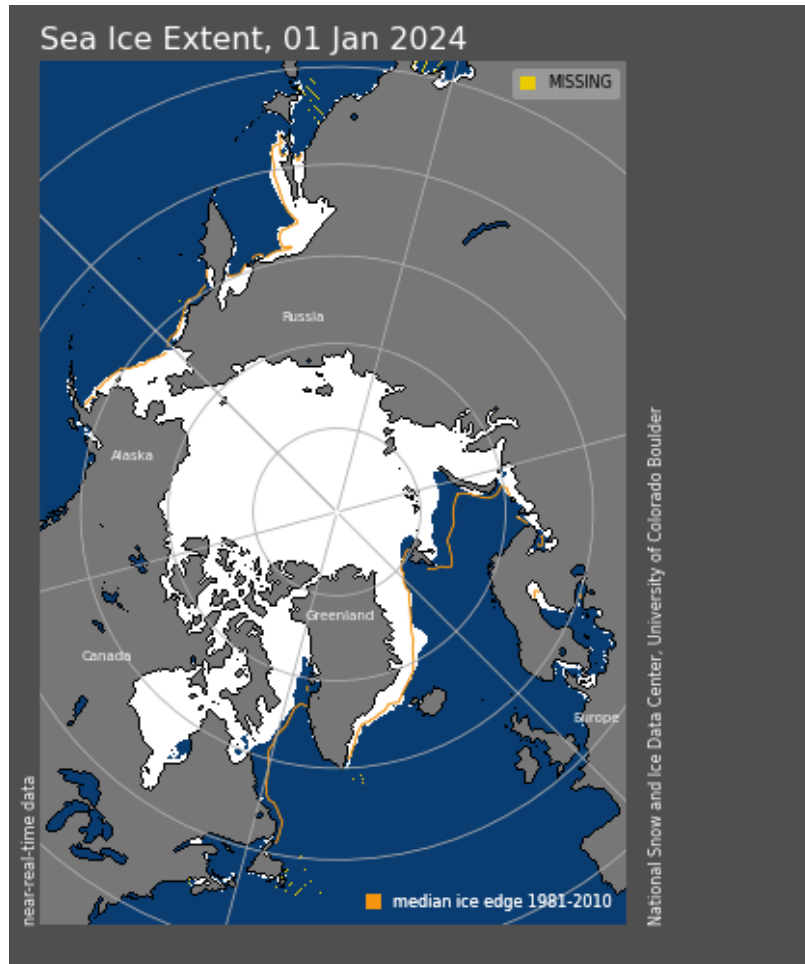 Sea Ice Extent, 01 Jan 2024
MISSING
Russia
Alaska
Greenland
Canada
Europe
near-real-time data
National Snow and Ice Data Center, University of Colorado Boulder
median ice edge 1981-2010